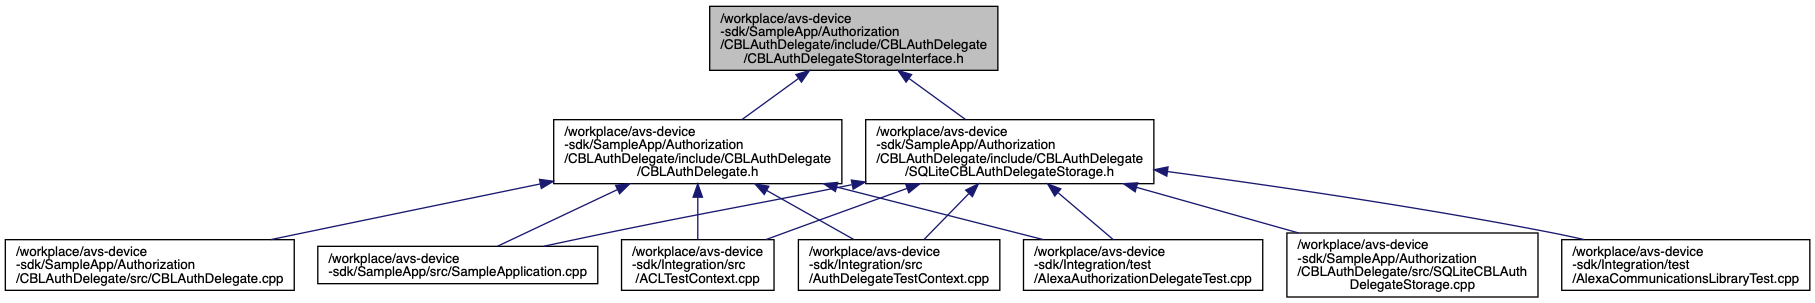 /workplace/avs-device
-sdk/SampleApp/Authorization
/CBLAuthDelegate/include/CBLAuthDelegate
/CBLAuthDelegateStorageInterface.h
/workplace/avs-device
-sdk/SampleApp/Authorization
/CBLAuthDelegate/include/CBLAuthDelegate
/CBLAuthDelegate.h
/workplace/avs-device
-sdk/SampleApp/Authorization
/CBLAuthDelegate/include/CBLAuthDelegate
/SQLiteCBLAuthDelegateStorage.h
/workplace/avs-device
-sdk/SampleApp/Authorization
/CBLAuthDelegate/src/CBLAuthDelegate.cpp
/workplace/avs-device
-sdk/SampleApp/src/SampleApplication.cpp
/workplace/avs-device
-sdk/Integration/src
/ACLTestContext.cpp
/workplace/avs-device
-sdk/Integration/src
/AuthDelegateTestContext.cpp
/workplace/avs-device
-sdk/Integration/test
/AlexaAuthorizationDelegateTest.cpp
/workplace/avs-device
-sdk/SampleApp/Authorization
/CBLAuthDelegate/src/SQLiteCBLAuth
DelegateStorage.cpp
/workplace/avs-device
-sdk/Integration/test
/AlexaCommunicationsLibraryTest.cpp